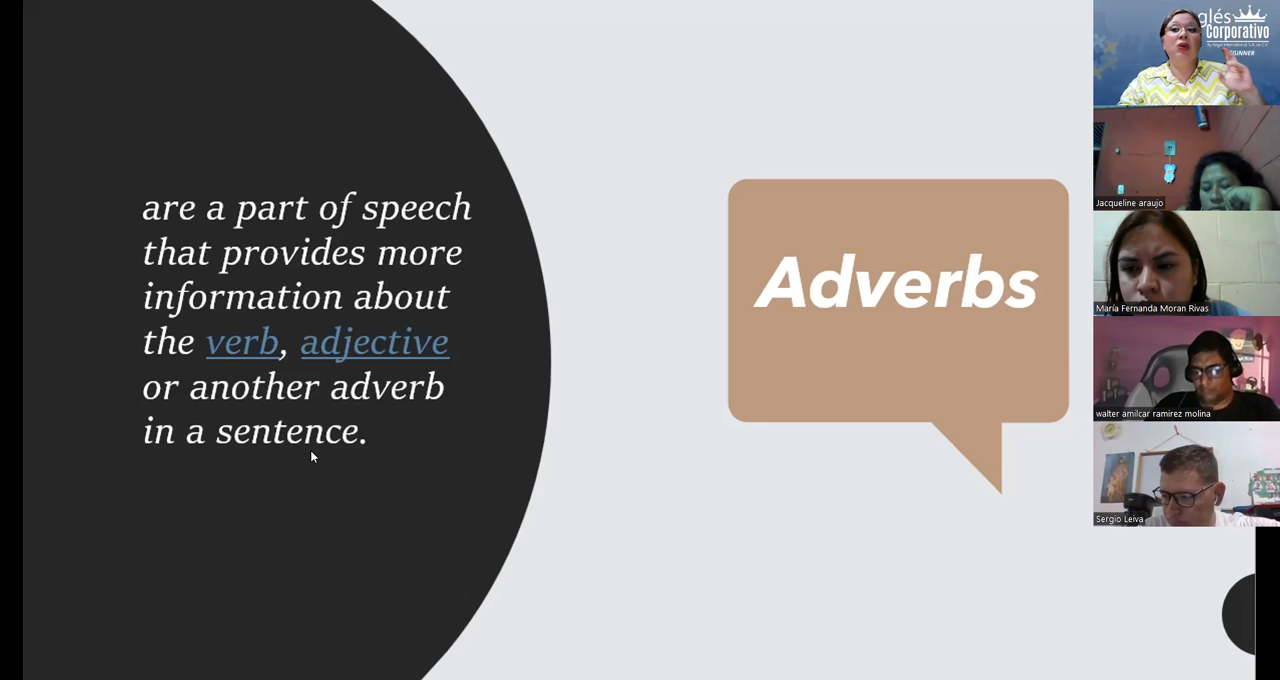 are a part of speech
that provides more
information about
the verb, adjective
or another adverb
in a sentence.
Adverbs
glés
Corporativo
Jacqueline araujo
María Fernanda Moran Rivas
walter amilcar ramirez molina
Sergio Leiva